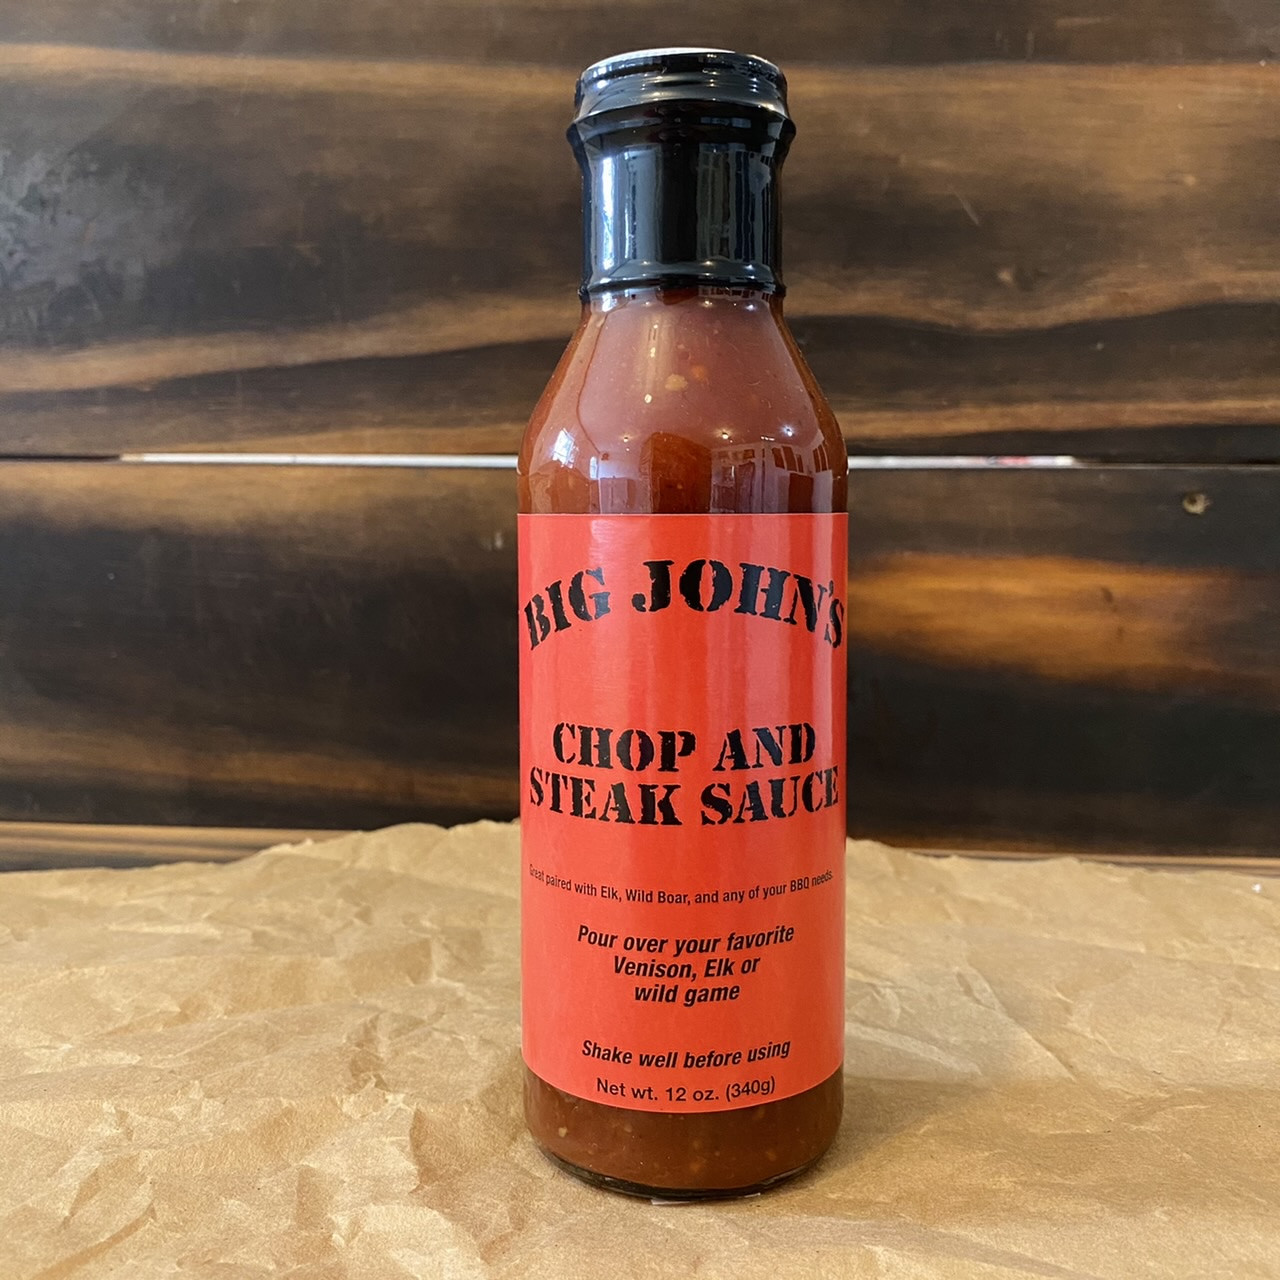 BIG JOHN'S
CHOP AND
STEAK SAUCE
Great paired with Elk, Wild Boar, and any of your BBQ needs.
Pour over your favorite
Venison, Elk or
wild game
Shake well before using
Net wt. 12 oz. (340g)